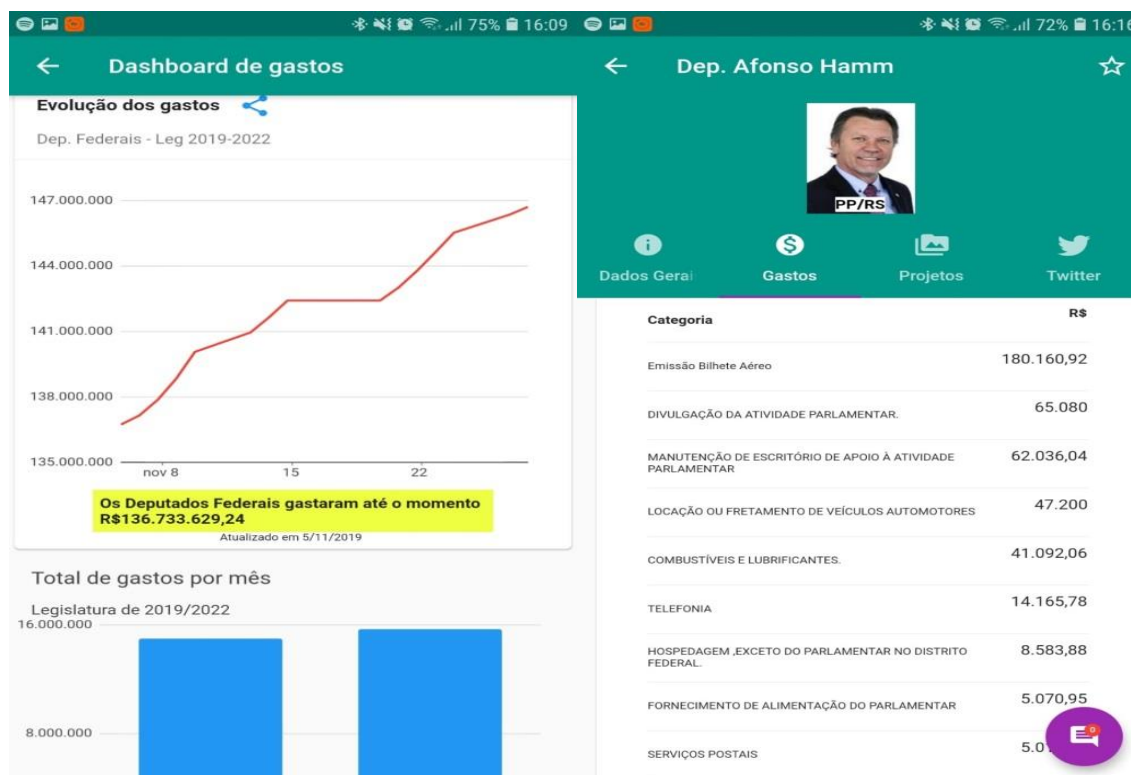 75% 16:09
Dashboard de gastos
Evolução dos gastos
Dep. Federais - Leg 2019-2022
147.000.000
144.000.000
141.000.000
138.000.000
135.000.000
nov 8 15 22
Os Deputados Federais gastaram até o momento
R$136.733.629,24
Atualizado em 5/11/2019
Total de gastos por mês
Legislatura de 2019/2022
16.000.000
8.000.000
72% 16:16
Dep. Afonso Hamm
PP/RS
Dados Gerai Gastos Projetos Twitter
Categoria R$
Emissão Bilhete Aéreo 180.160,92
DIVULGAÇÃO DA ATIVIDADE PARLAMENTAR. 65.080
MANUTENÇÃO DE ESCRITÓRIO DE APOIO À ATIVIDADE
PARLAMENTAR 62.036,04
LOCAÇÃO OU FRETAMENTO DE VEÍCULOS AUTOMOTORES 47.200
COMBUSTÍVEIS E LUBRIFICANTES. 41.092,06
TELEFONIA 14.165,78
HOSPEDAGEM ,EXCETO DO PARLAMENTAR NO DISTRITO
FEDERAL. 8.583,88
FORNECIMENTO DE ALIMENTAÇÃO DO PARLAMENTAR 5.070,95
SERVIÇOS POSTAIS
0